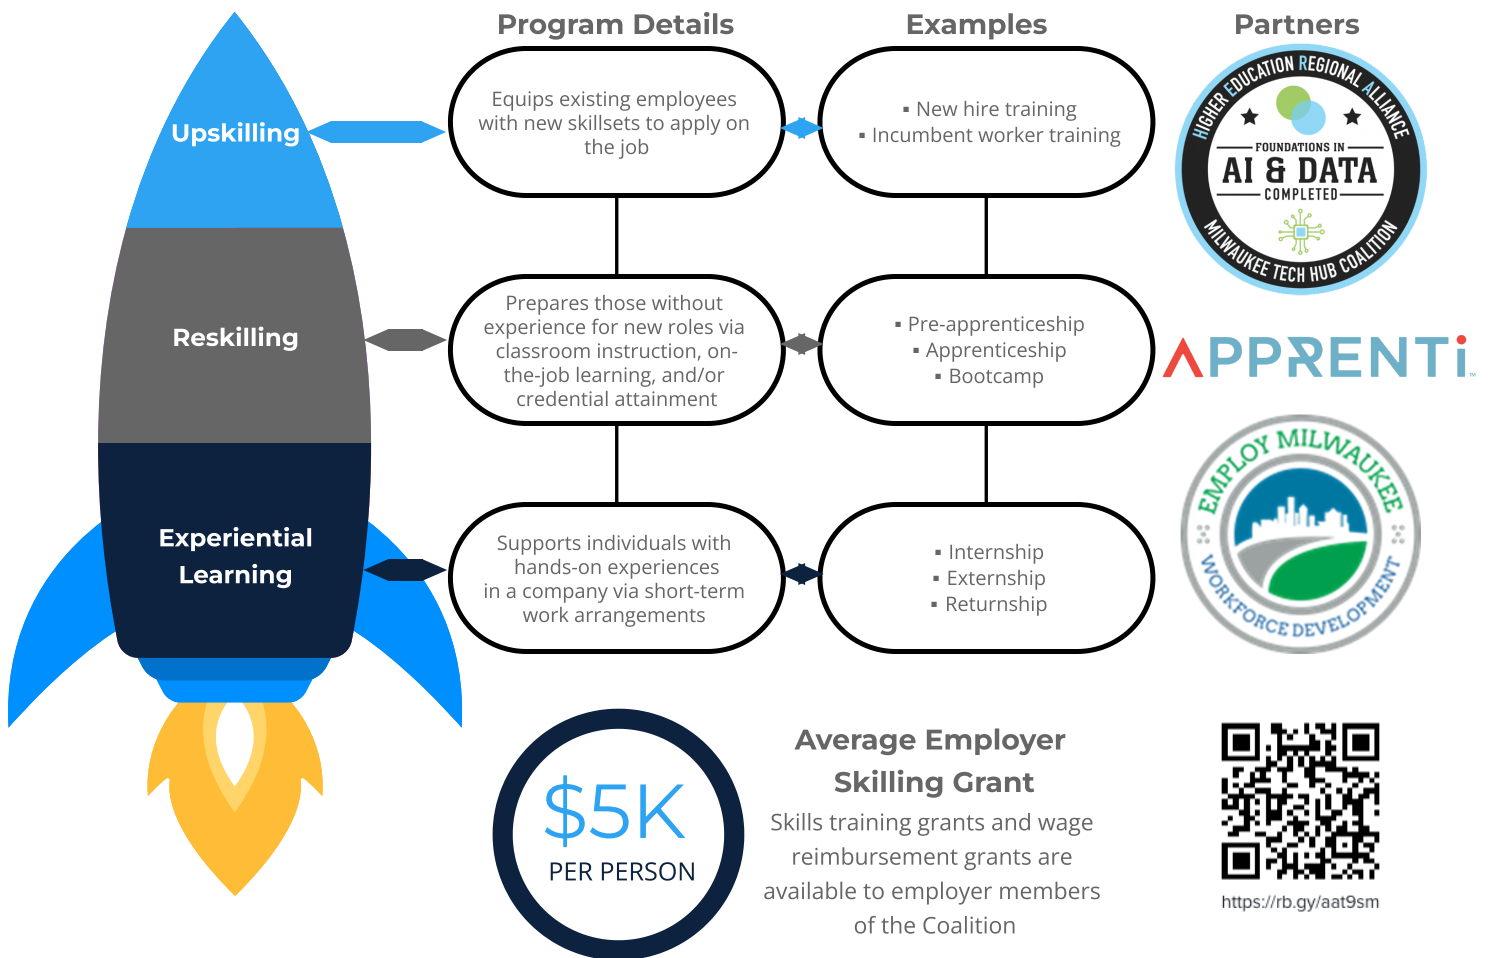 Program Details
Examples
Partners
Upskilling
Equips existing employees
with new skillsets to apply on
the job
▪ New hire training
▪ Incumbent worker training
HIGHER EDUCATION REGIONAL ALLIANCE
FOUNDATIONS IN
AI & DATA
COMPLETED
MILWAUKEE TECH HUB COALITION
Reskilling
Prepares those without
experience for new roles via
classroom instruction, on-
the-job learning, and/or
credential attainment
▪ Pre-apprenticeship
▪ Apprenticeship
▪ Bootcamp
APPRENTi
TM
EMPLOY MILWAUKEE
WORKFORCE DEVELOPMENT
Experiential
Learning
Supports individuals with
hands-on experiences
in a company via short-term
work arrangements
▪ Internship
▪ Externship
▪ Returnship
$5K
PER PERSON
Average Employer
Skilling Grant
Skills training grants and wage
reimbursement grants are
available to employer members
of the Coalition
https://rb.gy/aat9sm